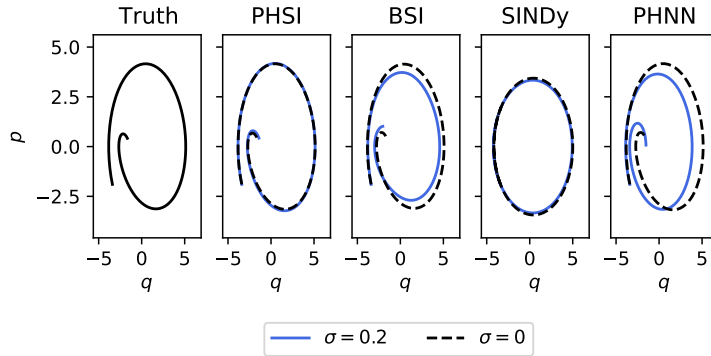 Truth PHSI BSI SINDy PHNN
5.0
2.5
0.0
−2.5
p
−5 0 5 −5 0 5 −5 0 5 −5 0 5 −5 0 5
q q q q q
σ = 0.2 σ = 0